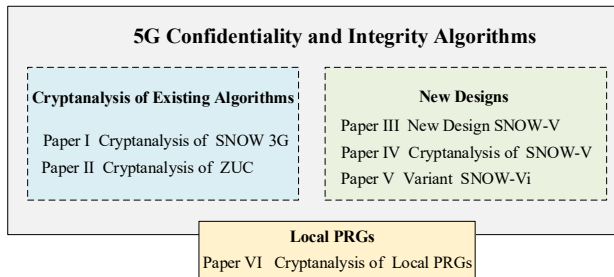 5G Confidentiality and Integrity Algorithms
Cryptanalysis of Existing Algorithms
Paper I Cryptanalysis of SNOW 3G
Paper II Cryptanalysis of ZUC
New Designs
Paper III New Design SNOW-V
Paper IV Cryptanalysis of SNOW-V
Paper V Variant SNOW-Vi
Local PRGs
Paper VI Cryptanalysis of Local PRGs